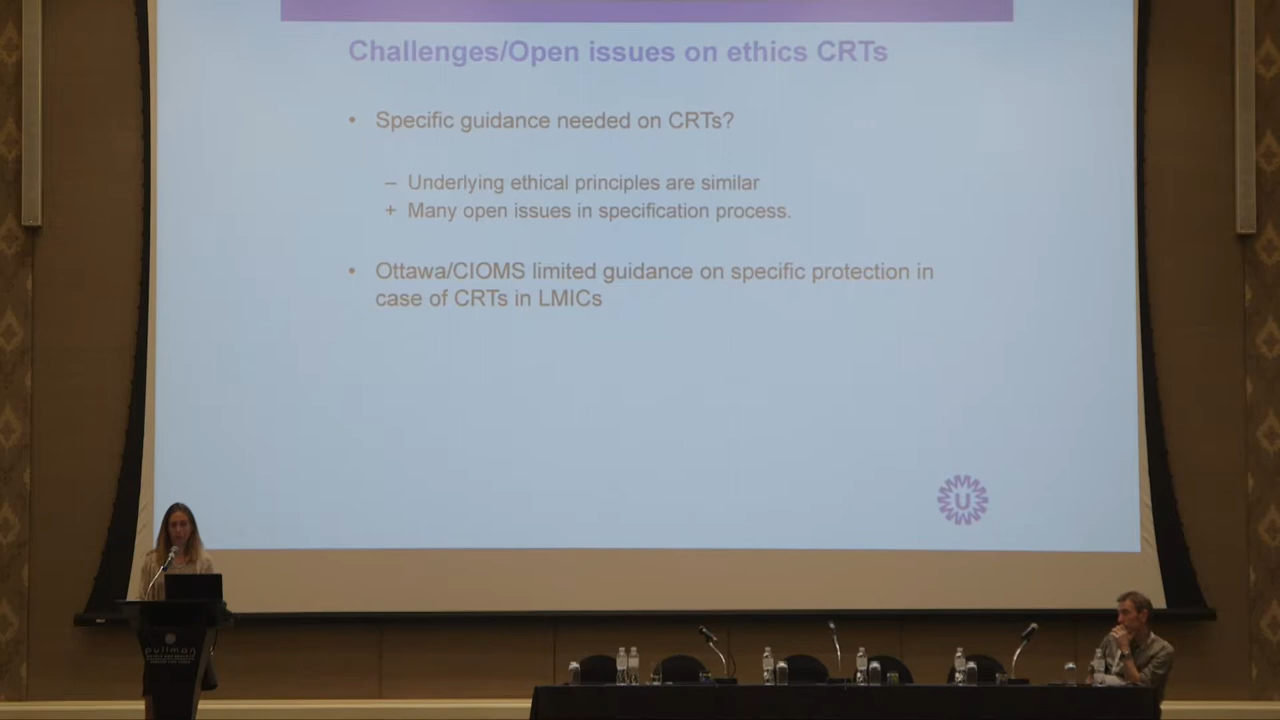 Challenges/Open issues on ethics CRTs
• Specific guidance needed on CRTs?
– Underlying ethical principles are similar
+ Many open issues in specification process.
• Ottawa/CIOMS limited guidance on specific protection in
case of CRTs in LMICs
U
pullman